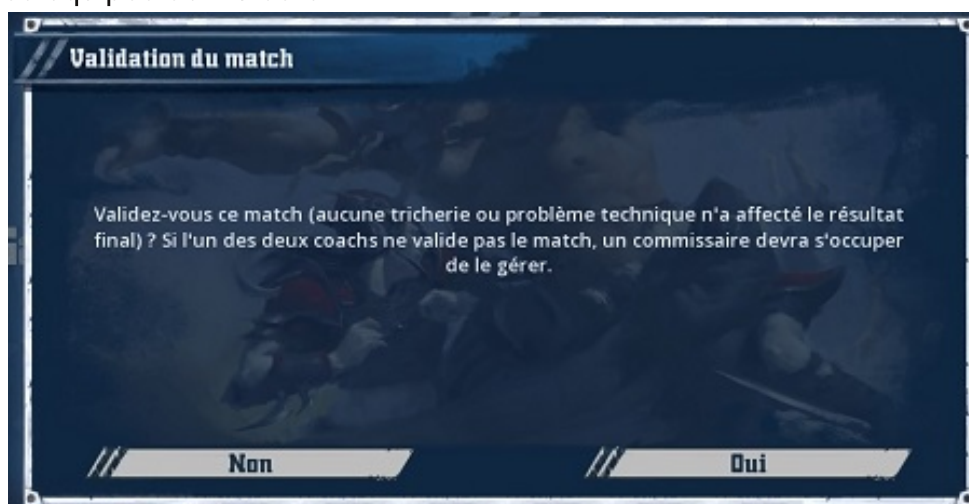 Validation du match
Validez-vous ce match (aucune tricherie ou problème technique n'a affecté le résultat
final) ? Si l'un des deux coachs ne valide pas le match, un commissaire devra s'occuper
de le gérer.
Non
Oui